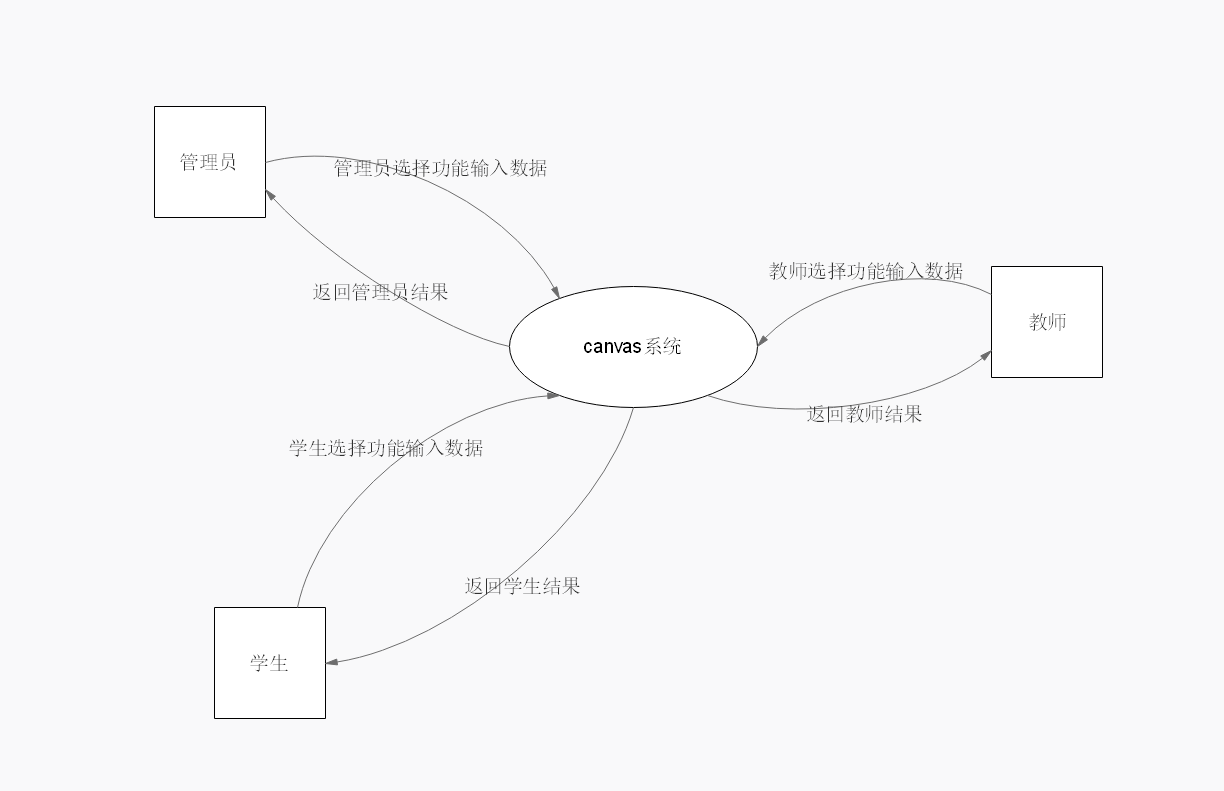 管理员
管理员选择功能输入数据
教师选择功能输入数据
返回管理员结果
教师
canvas系统
返回教师结果
学生选择功能输入数据
返回学生结果
学生